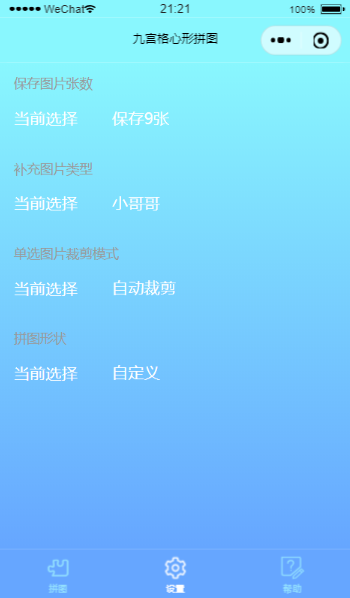 ●●●●● WeChat 21:21 100%
九宫格心形拼图
保存图片张数
当前选择 保存9张
补充图片类型
当前选择 小哥哥
单选图片裁剪模式
当前选择 自动裁剪
拼图形状
当前选择 自定义
拼图 设置 帮助